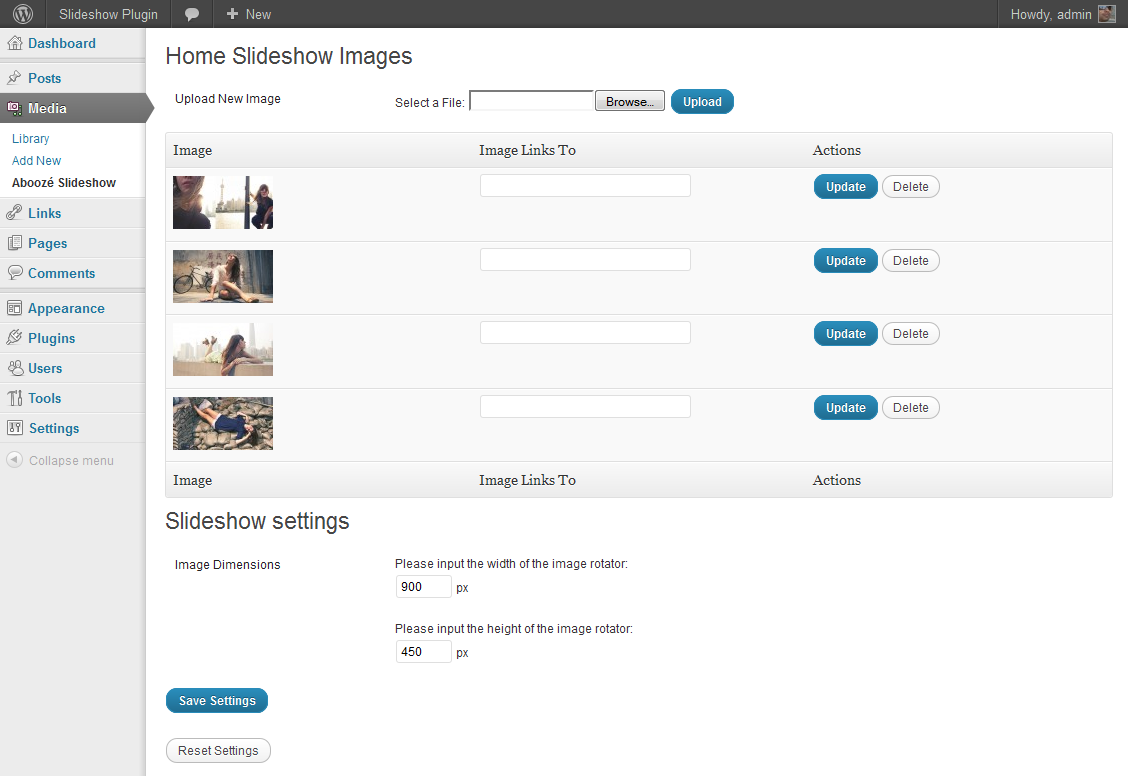 Slideshow Plugin
+ New
Howdy, admin
Dashboard
Posts
Media
Library
Add New
Aboozé Slideshow
Links
Pages
Comments
Appearance
Plugins
Users
Tools
Settings
Collapse menu
Home Slideshow Images
Upload New Image
Select a File: Browse... Upload
Image Image Links To Actions
Update Delete
Update Delete
Update Delete
Update Delete
Image Image Links To Actions
Slideshow settings
Image Dimensions
Please input the width of the image rotator:
900 px
Please input the height of the image rotator:
450 px
Save Settings
Reset Settings